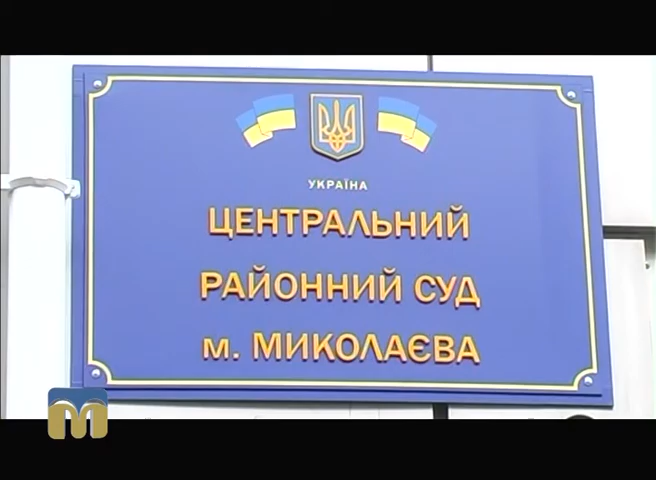 УКРАЇНА
ЦЕНТРАЛЬНИЙ
РАЙОННИЙ СУД
м. МИКОЛАЄВА
М